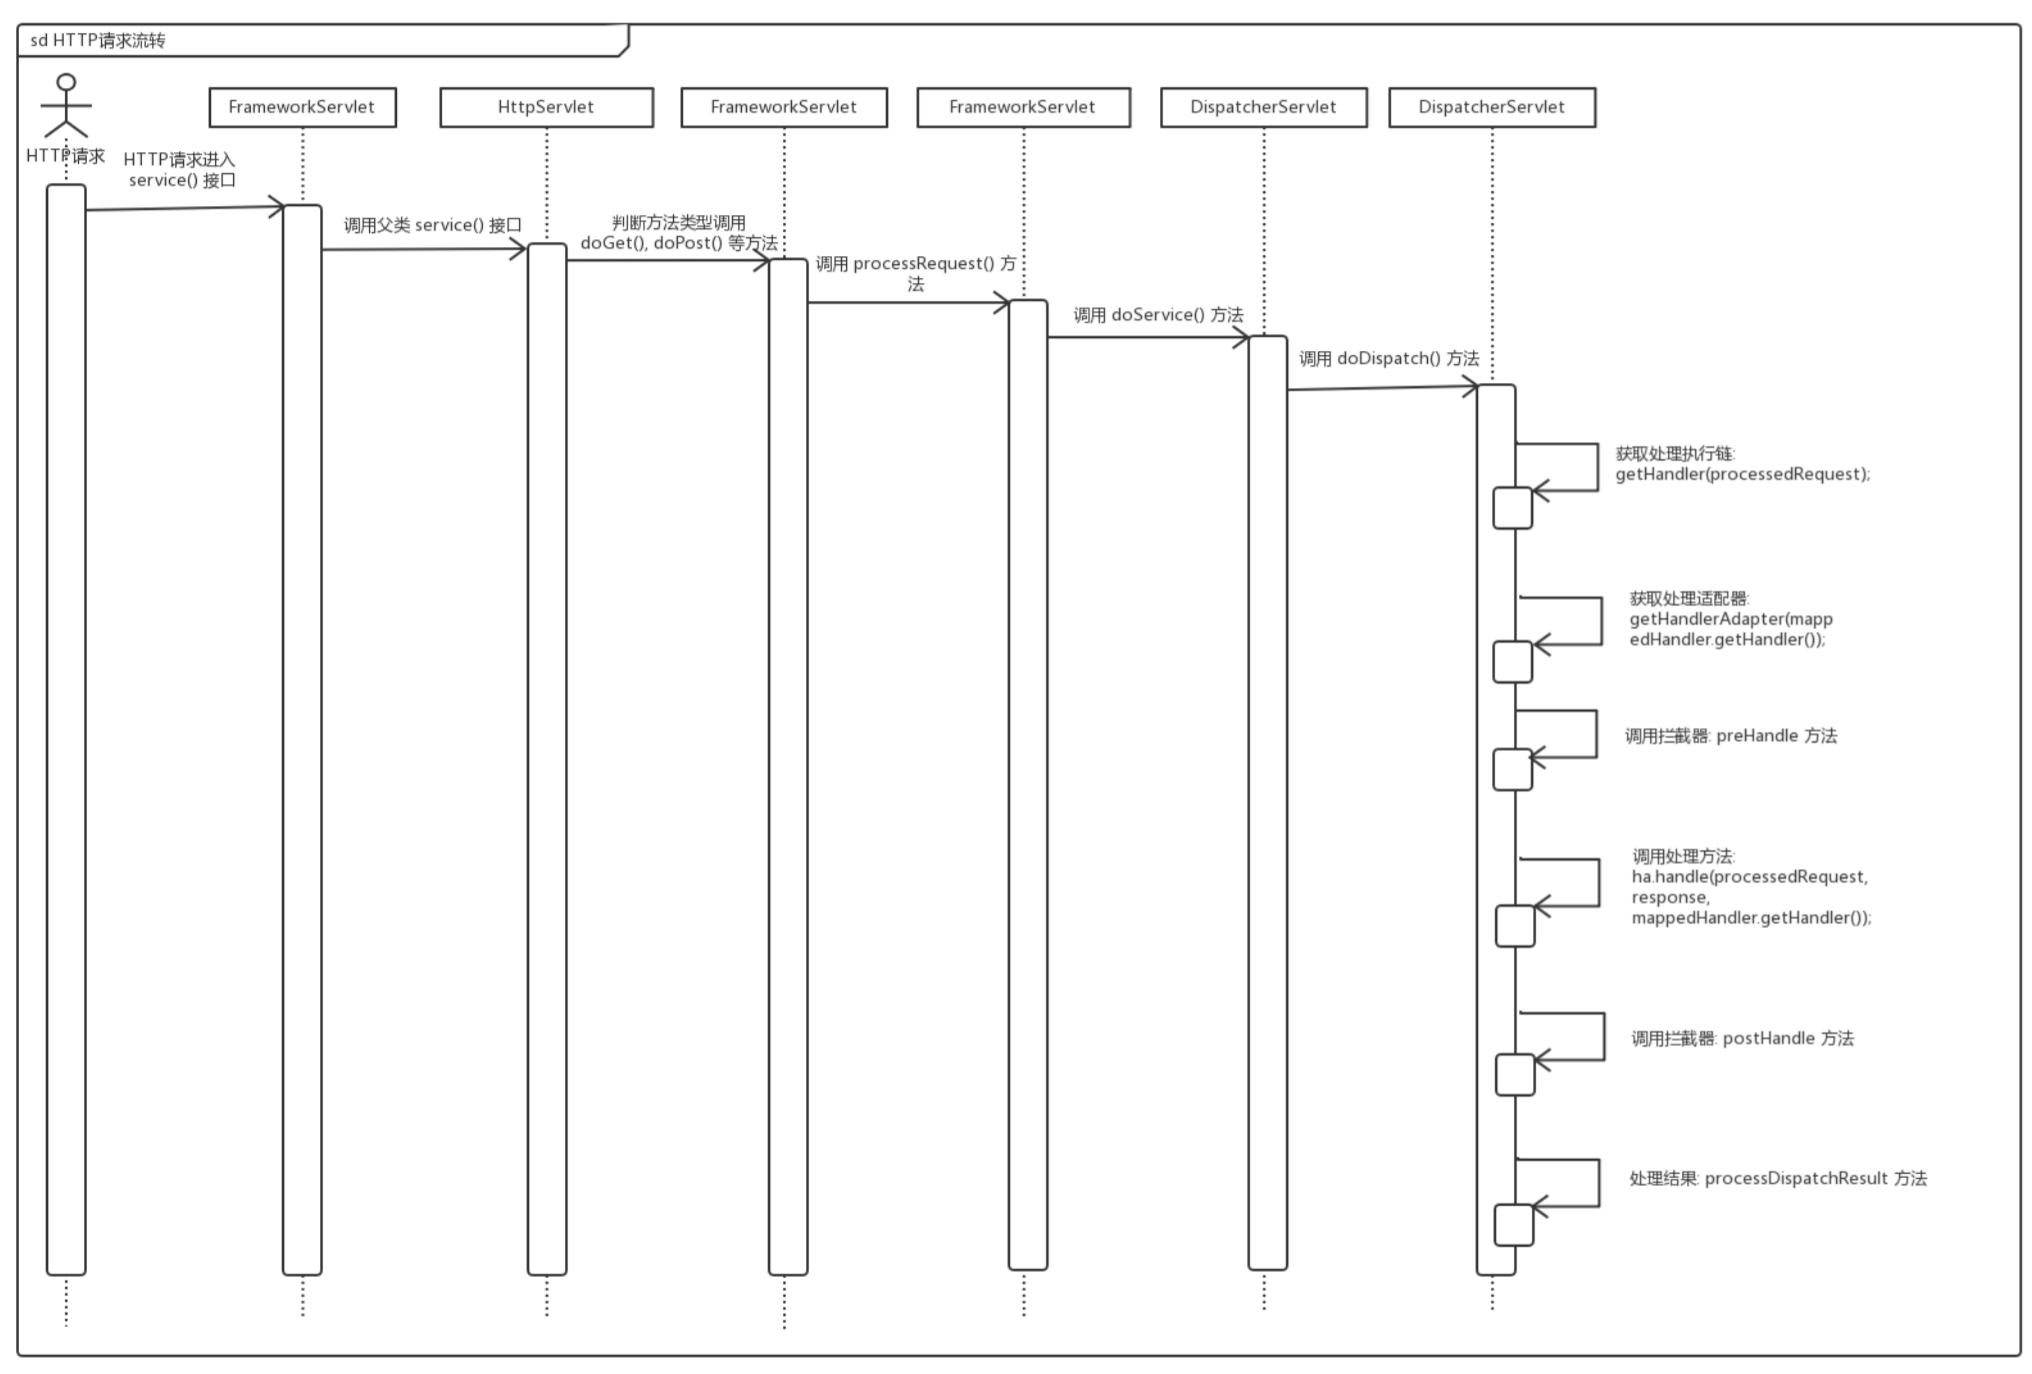 sd HTTP请求流转
HTTP请求
FrameworkServlet
HttpServlet
FrameworkServlet
FrameworkServlet
DispatcherServlet
DispatcherServlet
HTTP请求进入
service() 接口
调用父类 service() 接口
判断方法类型调用
doGet(), doPost() 等方法
调用 processRequest() 方
法
调用 doService() 方法
调用 doDispatch() 方法
获取处理执行链:
getHandler(processedRequest);
获取处理适配器:
getHandlerAdapter(mapp
edHandler.getHandler());
调用拦截器: preHandle 方法
调用处理方法:
ha.handle(processedRequest,
response,
mappedHandler.getHandler());
调用拦截器: postHandle 方法
处理结果: processDispatchResult 方法